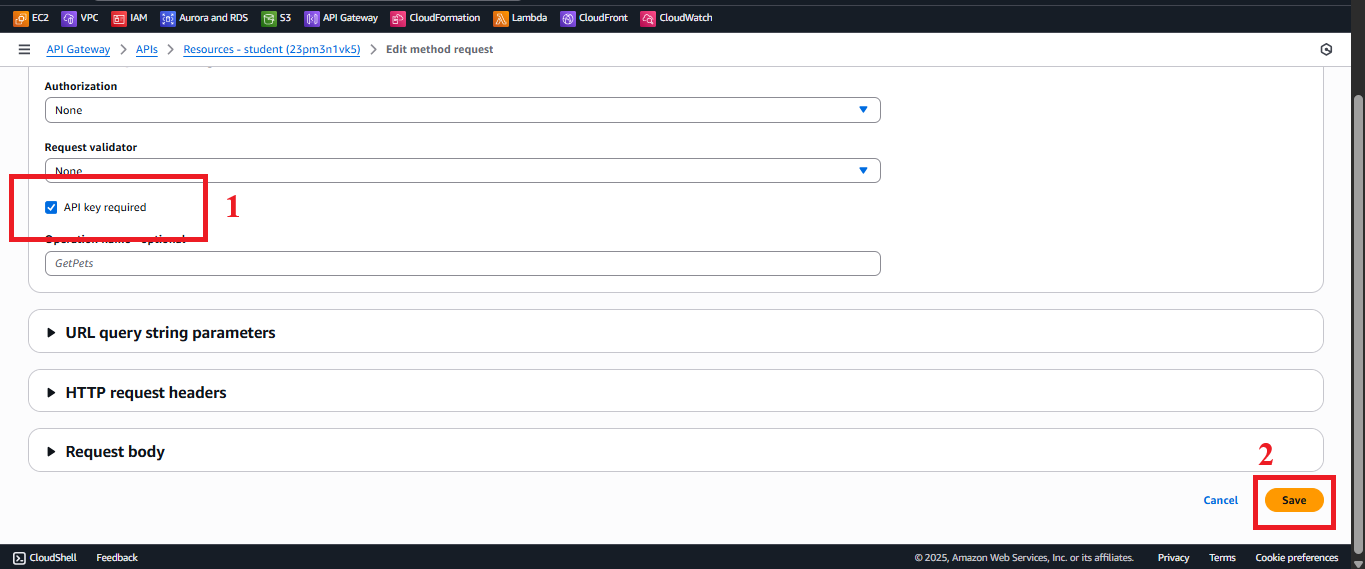 EC2 VPC IAM Aurora and RDS S3 API Gateway CloudFormation Lambda CloudFront CloudWatch
API Gateway > APIs > Resources - student (23pm3n1vk5) > Edit method request
Authorization
None
Request validator
None
API key required
1
Operation name - optional
GetPets
URL query string parameters
HTTP request headers
Request body
2
Cancel Save
CloudShell Feedback © 2025, Amazon Web Services, Inc. or its affiliates. Privacy Terms Cookie preferences